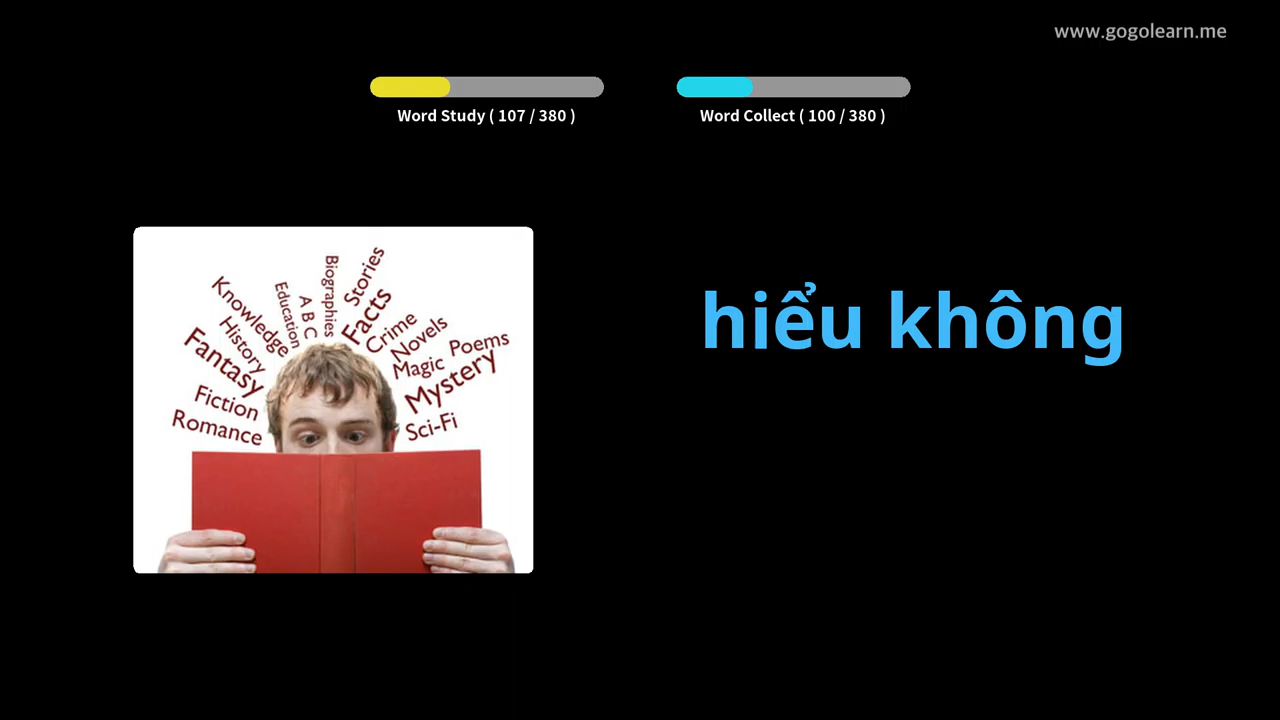 www.gogolearn.me
Word Study ( 107 / 380 )
Word Collect ( 100 / 380 )
hiểu không
Knowledge
History
Fantasy
Fiction
Romance
Education
A B C
Biographies
Stories
Facts
Crime
Novels
Magic
Poems
Mystery
Sci-Fi